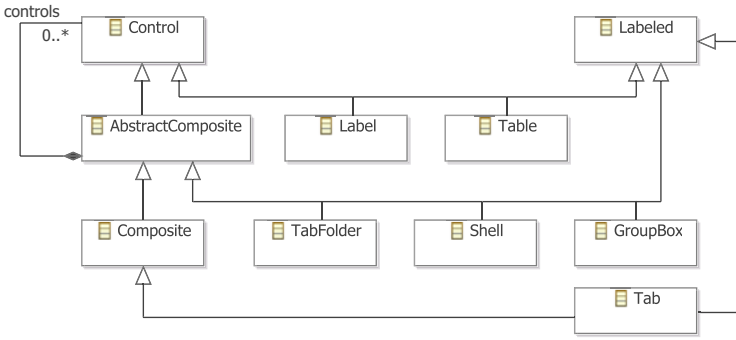 controls
Control
Labeled
0..*
AbstractComposite
Label
Table
Composite
TabFolder
Shell
GroupBox
Tab